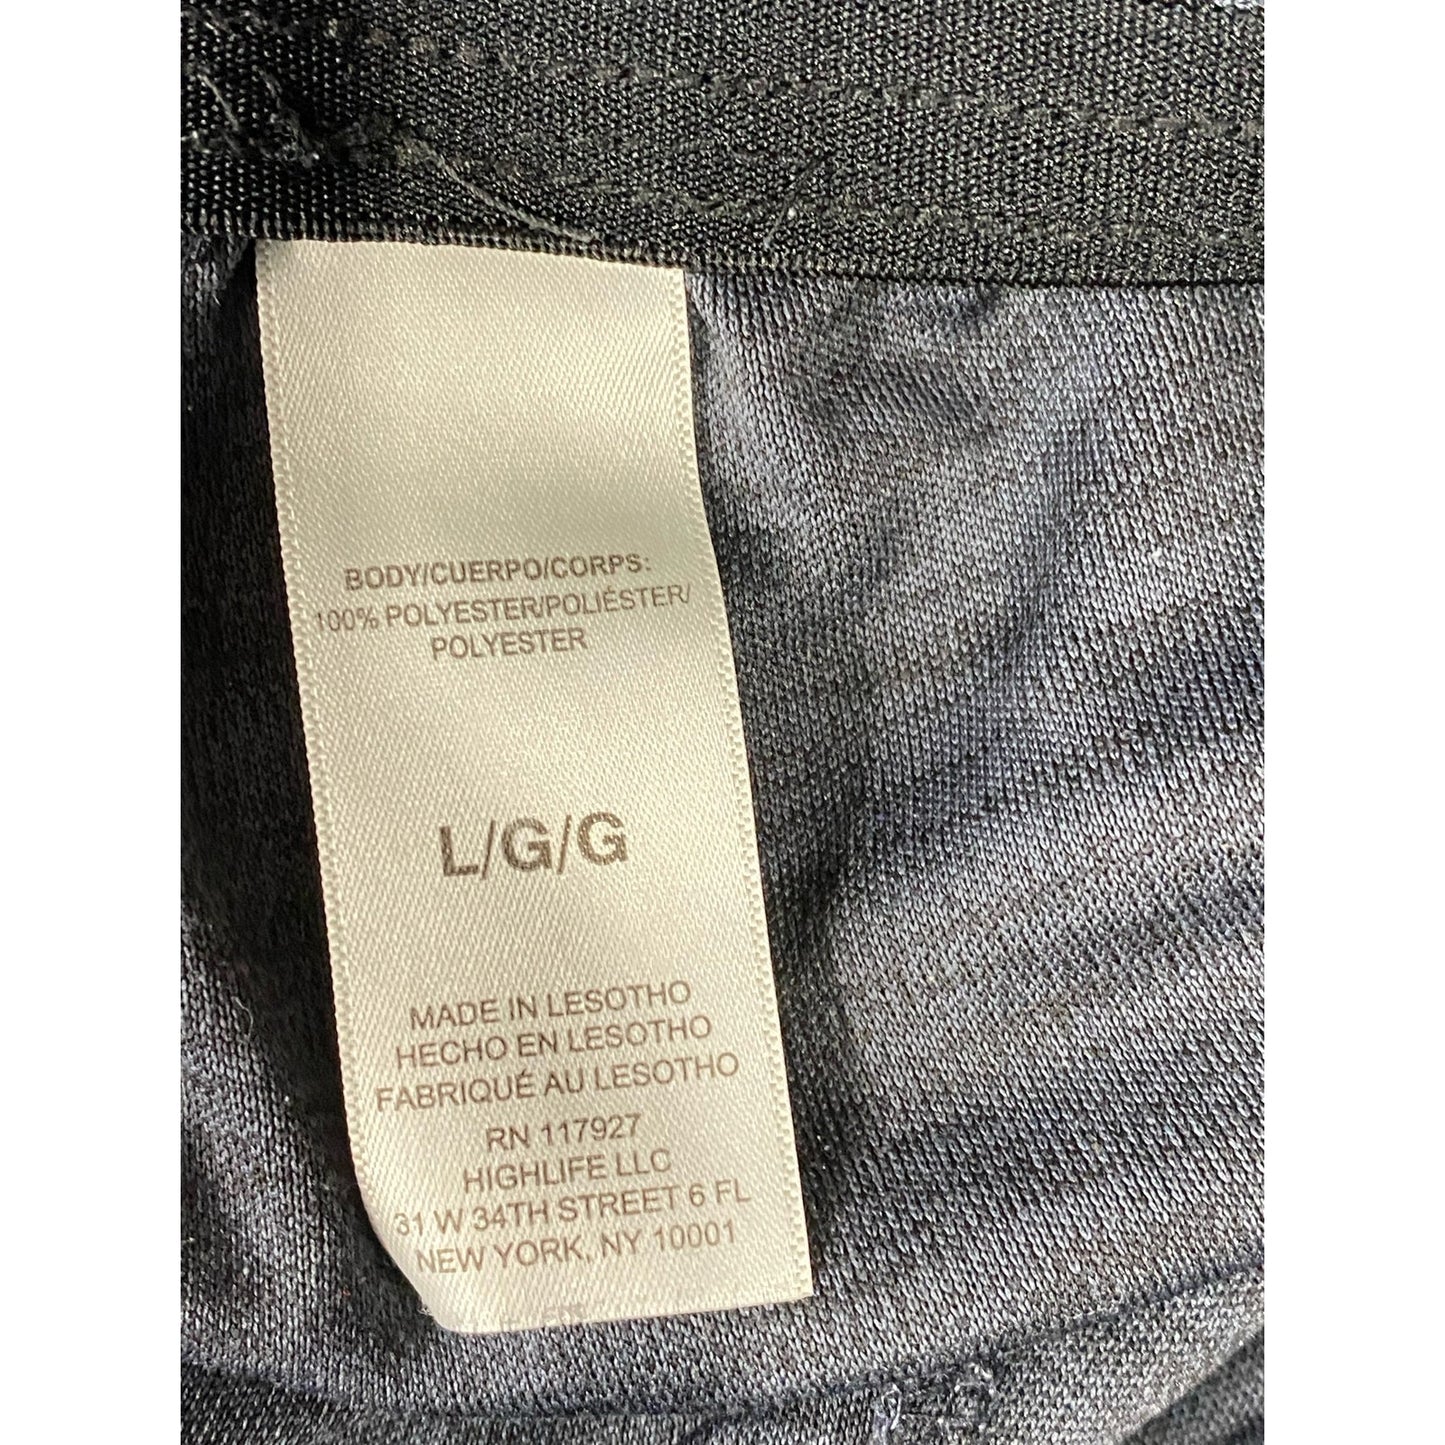 BODY/CUERPO/CORPS:
100% POLYESTER/POLIÉSTER/
POLYESTER
L/G/G
MADE IN LESOTHO
HECHO EN LESOTHO
FABRIQUÉ AU LESOTHO
RN 117927
HIGHLIFE LLC
31 W 34TH STREET 6 FL
NEW YORK, NY 10001